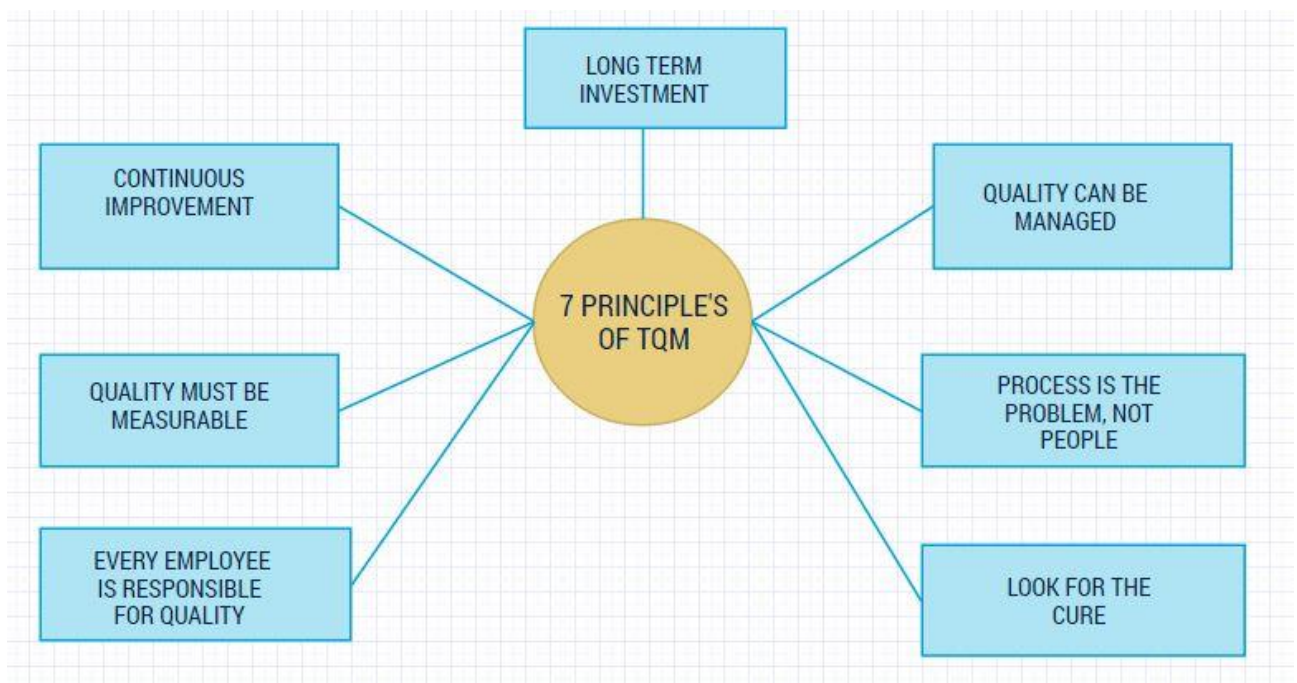 LONG TERM
INVESTMENT
CONTINUOUS
IMPROVEMENT
QUALITY CAN BE
MANAGED
7 PRINCIPLE'S
OF TQM
QUALITY MUST BE
MEASURABLE
PROCESS IS THE
PROBLEM, NOT
PEOPLE
EVERY EMPLOYEE
IS RESPONSIBLE
FOR QUALITY
LOOK FOR THE
CURE